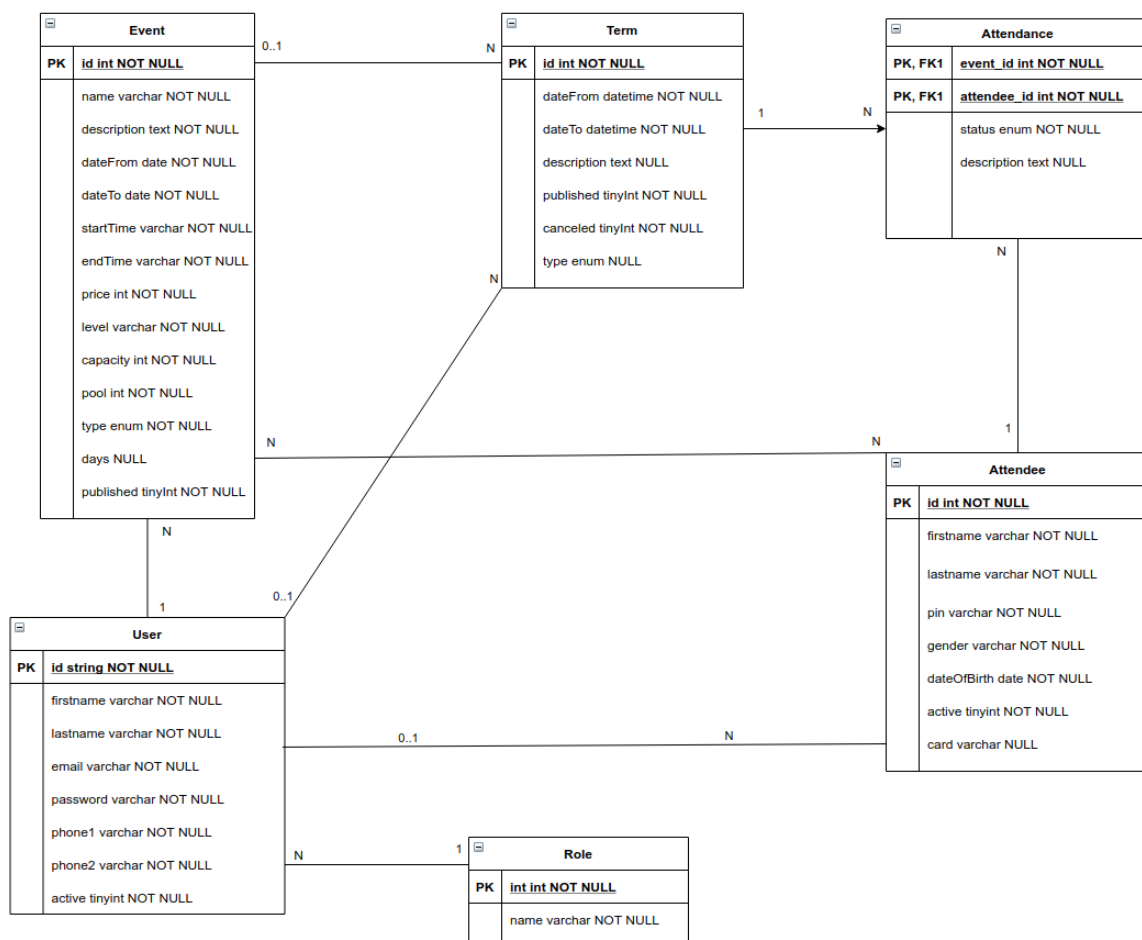 Event
PK id int NOT NULL
name varchar NOT NULL
description text NOT NULL
dateFrom date NOT NULL
dateTo date NOT NULL
startTime varchar NOT NULL
endTime varchar NOT NULL
price int NOT NULL
level varchar NOT NULL
capacity int NOT NULL
pool int NOT NULL
type enum NOT NULL
days NULL
published tinyInt NOT NULL
0..1
N
Term
PK id int NOT NULL
dateFrom datetime NOT NULL
dateTo datetime NOT NULL
description text NULL
published tinyInt NOT NULL
canceled tinyInt NOT NULL
type enum NULL
1
N
Attendance
PK, FK1 event_id int NOT NULL
PK, FK1 attendee_id int NOT NULL
status enum NOT NULL
description text NULL
N
1
N
0..1
N
N
N
1
Attendee
PK id int NOT NULL
firstname varchar NOT NULL
lastname varchar NOT NULL
pin varchar NOT NULL
gender varchar NOT NULL
dateOfBirth date NOT NULL
active tinyint NOT NULL
card varchar NULL
User
PK id string NOT NULL
firstname varchar NOT NULL
lastname varchar NOT NULL
email varchar NOT NULL
password varchar NOT NULL
phone1 varchar NOT NULL
phone2 varchar NOT NULL
active tinyint NOT NULL
0..1
N
N
1
Role
PK int int NOT NULL
name varchar NOT NULL